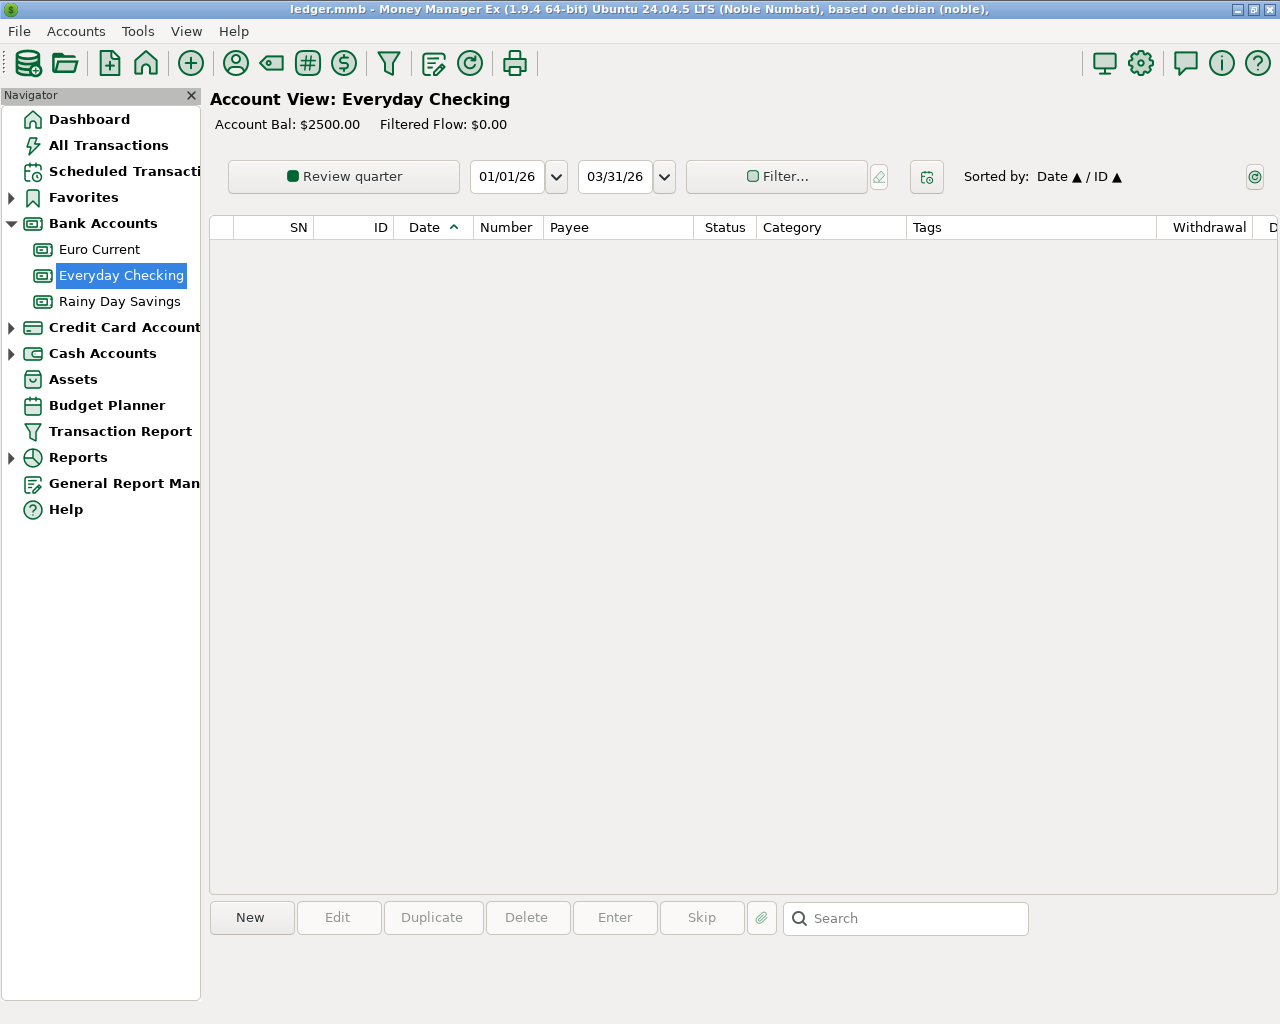 ledger.mmb - Money Manager Ex (1.9.4 64-bit) Ubuntu 24.04.5 LTS (Noble Numbat), based on debian (noble),
File Accounts Tools View Help
Navigator
Dashboard
All Transactions
Scheduled Transacti
Favorites
Bank Accounts
Euro Current
Everyday Checking
Rainy Day Savings
Credit Card Account
Cash Accounts
Assets
Budget Planner
Transaction Report
Reports
General Report Man
Help
Account View: Everyday Checking
Account Bal: $2500.00 Filtered Flow: $0.00
Review quarter 01/01/26 03/31/26 Filter... Sorted by: Date ▲ / ID ▲
SN ID Date Number Payee Status Category Tags Withdrawal D
New Edit Duplicate Delete Enter Skip Search